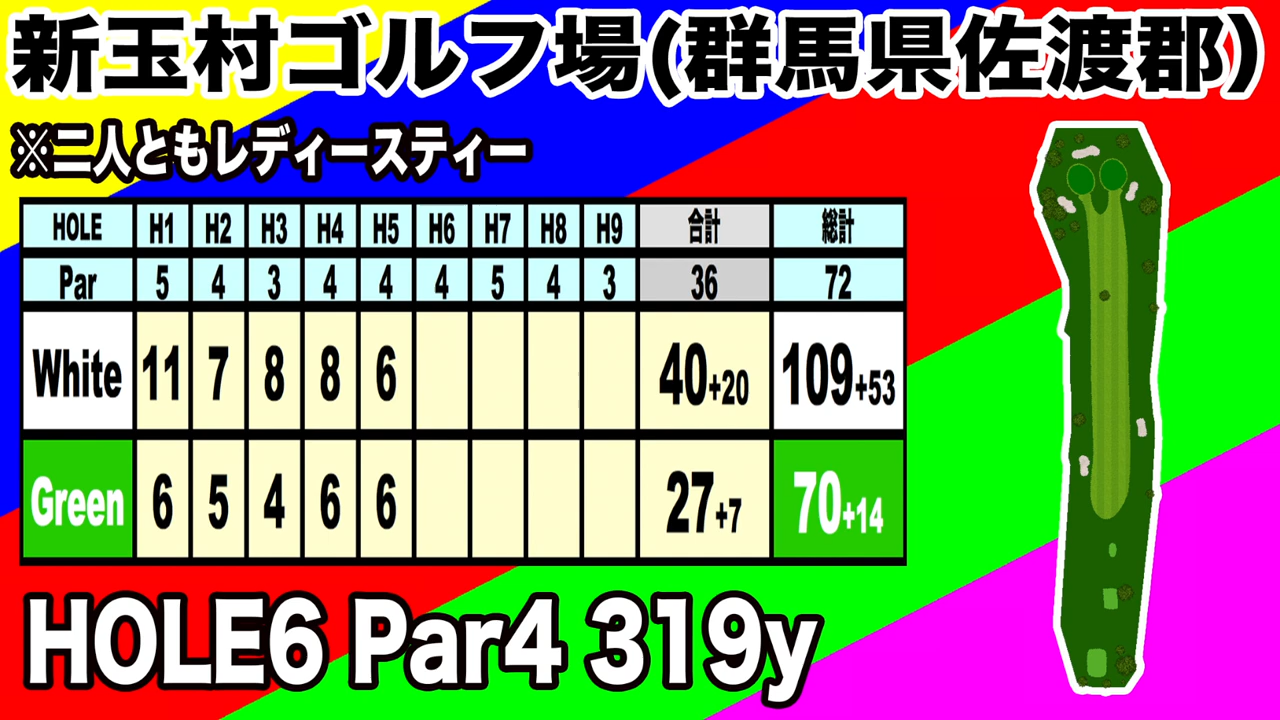 新玉村ゴルフ場(群馬県佐渡郡)
※二人ともレディースティー
HOLE H1 H2 H3 H4 H5 H6 H7 H8 H9 合計 総計
Par 5 4 3 4 4 4 5 4 3 36 72
White 11 7 8 8 6 40+20 109+53
Green 6 5 4 6 6 27+7 70+14
HOLE6 Par4 319y